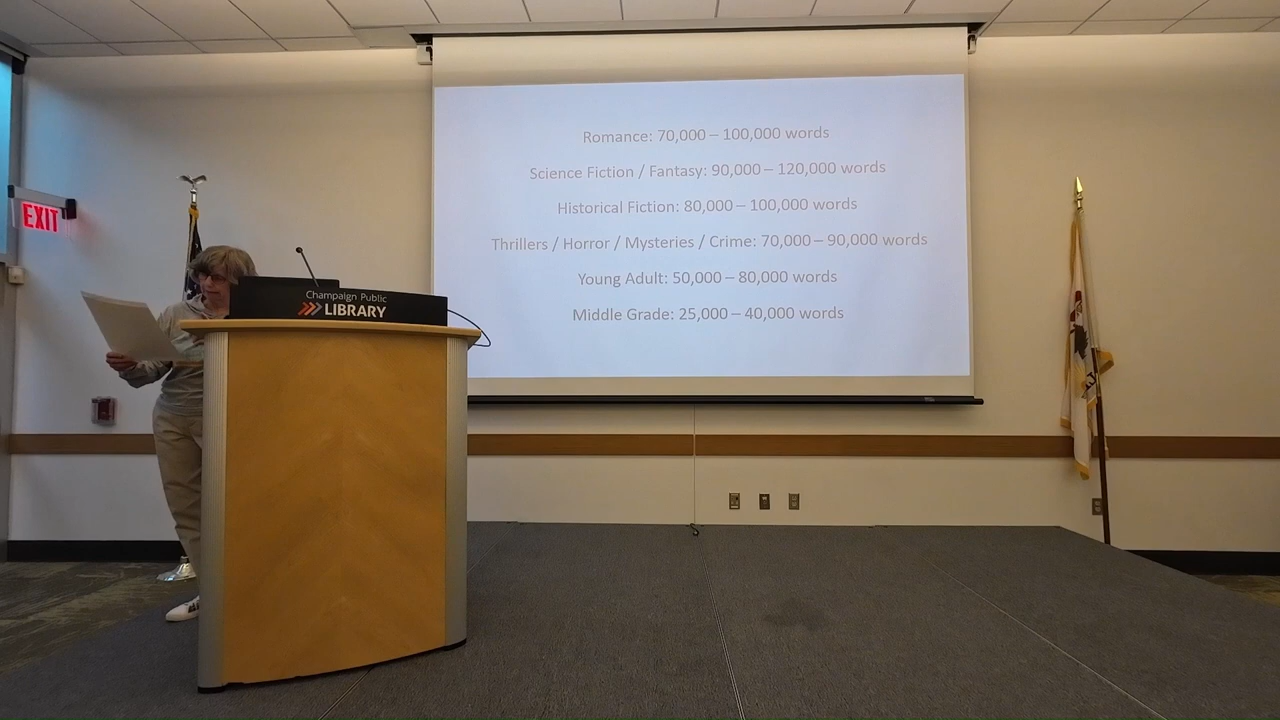 Romance: 70,000 – 100,000 words
Science Fiction / Fantasy: 90,000 – 120,000 words
Historical Fiction: 80,000 – 100,000 words
Thrillers / Horror / Mysteries / Crime: 70,000 – 90,000 words
Young Adult: 50,000 – 80,000 words
Middle Grade: 25,000 – 40,000 words
EXIT
Champaign Public
LIBRARY